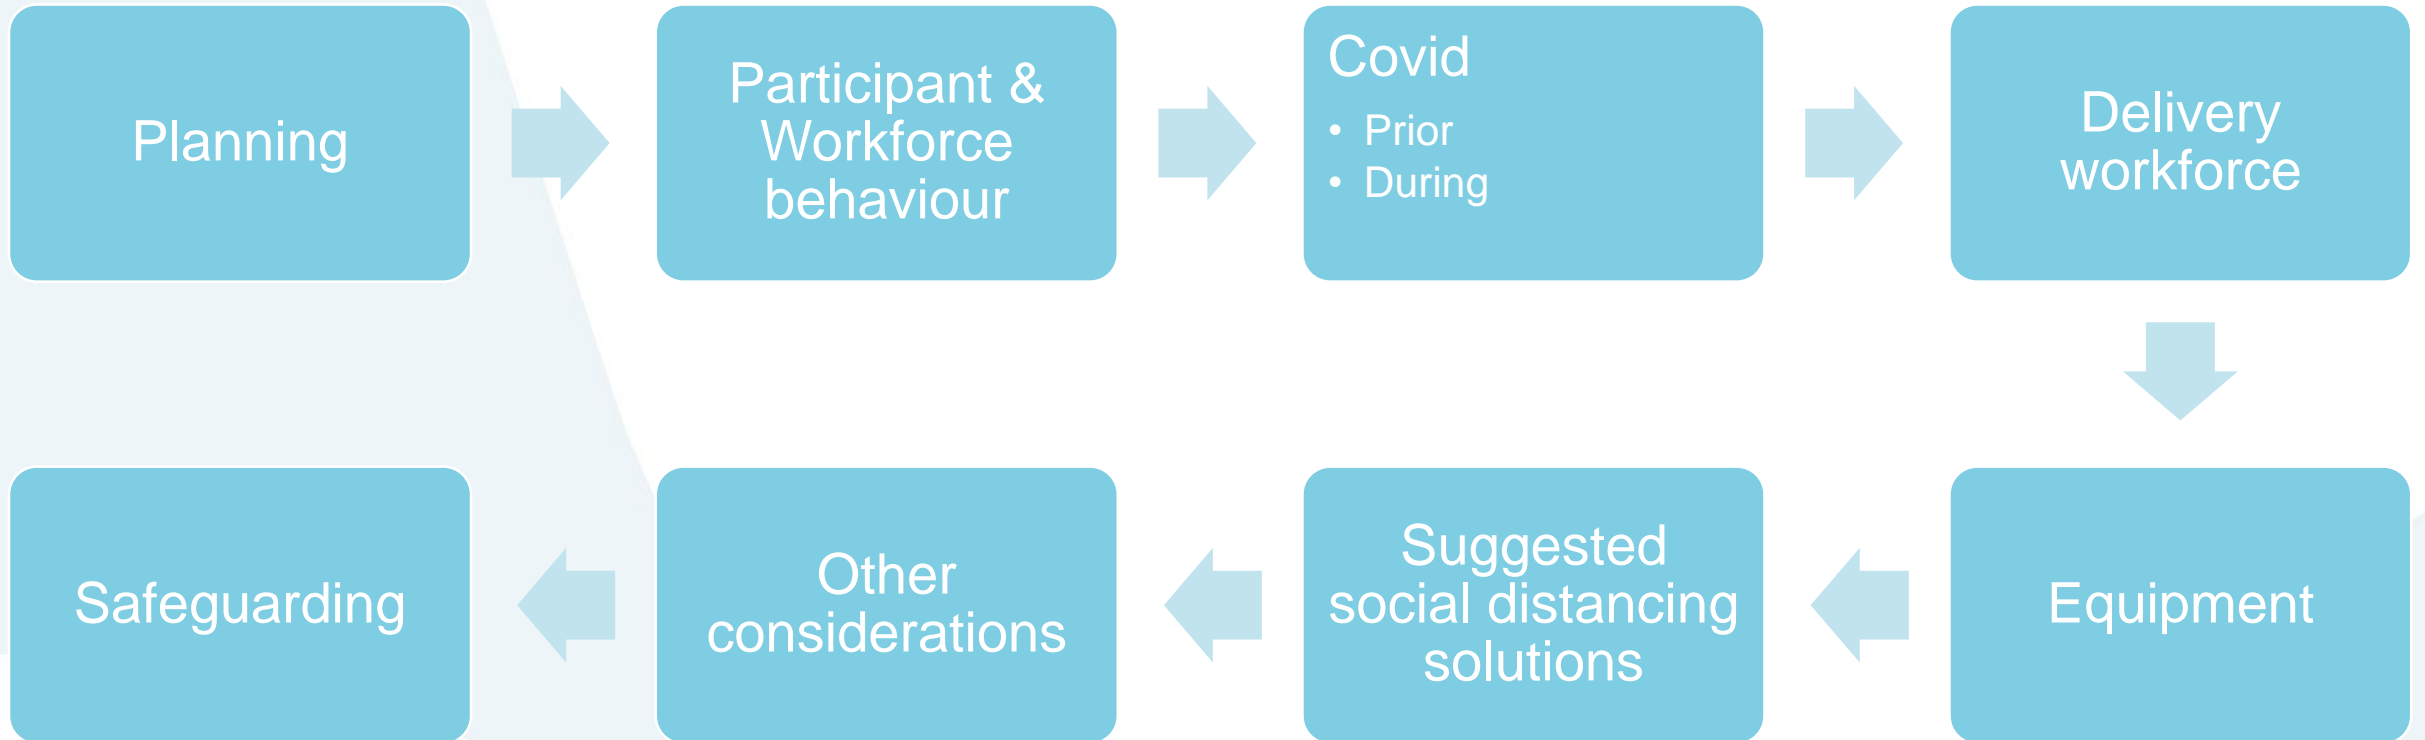 Planning
Participant &
Workforce
behaviour
Covid
• Prior
• During
Delivery
workforce
Equipment
Suggested
social distancing
solutions
Other
considerations
Safeguarding